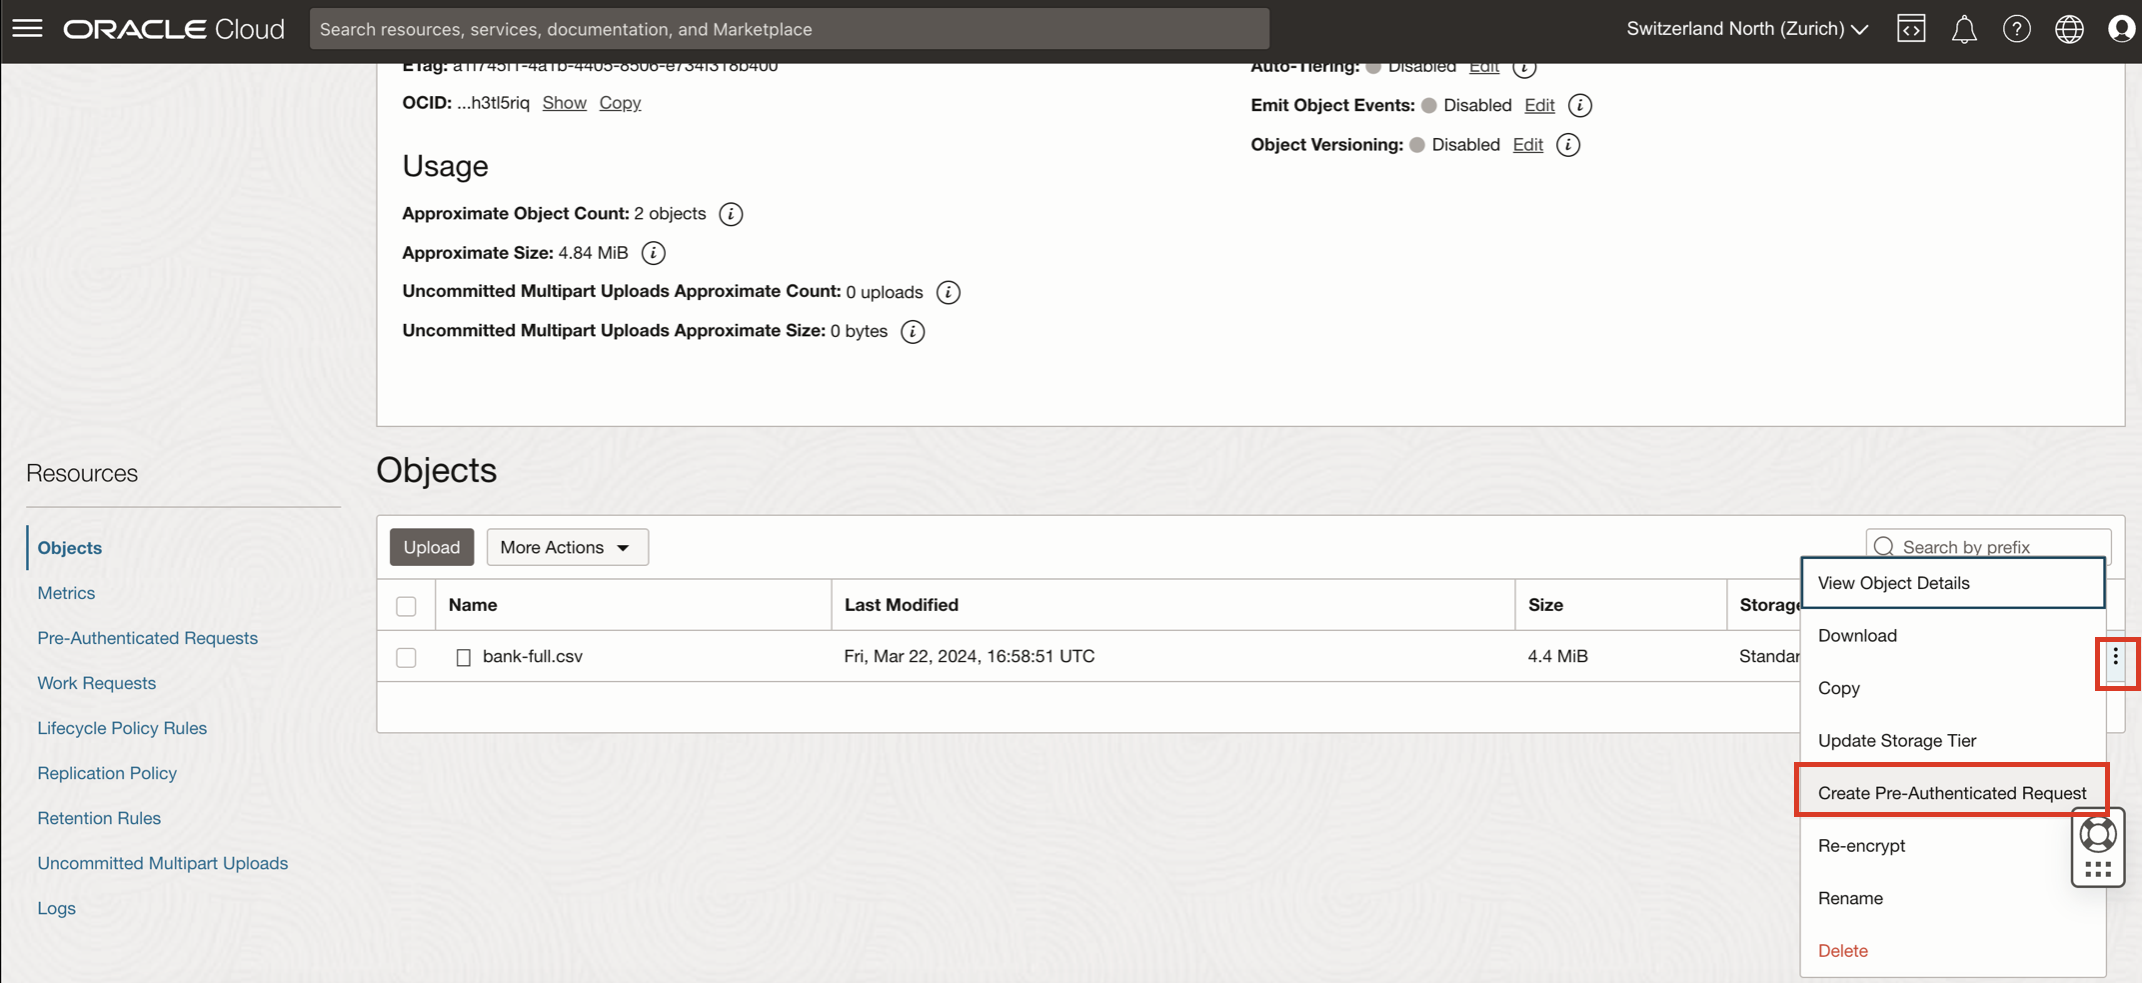 ORACLE Cloud
Search resources, services, documentation, and Marketplace
Switzerland North (Zurich)
ETag:
Auto-Tiering: Disabled Edit
OCID: ...h3tl5riq Show Copy
Emit Object Events: Disabled Edit
Object Versioning: Disabled Edit
Usage
Approximate Object Count: 2 objects
Approximate Size: 4.84 MiB
Uncommitted Multipart Uploads Approximate Count: 0 uploads
Uncommitted Multipart Uploads Approximate Size: 0 bytes
Resources
Objects
Metrics
Pre-Authenticated Requests
Work Requests
Lifecycle Policy Rules
Replication Policy
Retention Rules
Uncommitted Multipart Uploads
Logs
Objects
Upload More Actions
Search by prefix
Name Last Modified Size Storage
bank-full.csv Fri, Mar 22, 2024, 16:58:51 UTC 4.4 MiB Standar
View Object Details
Download
Copy
Update Storage Tier
Create Pre-Authenticated Request
Re-encrypt
Rename
Delete